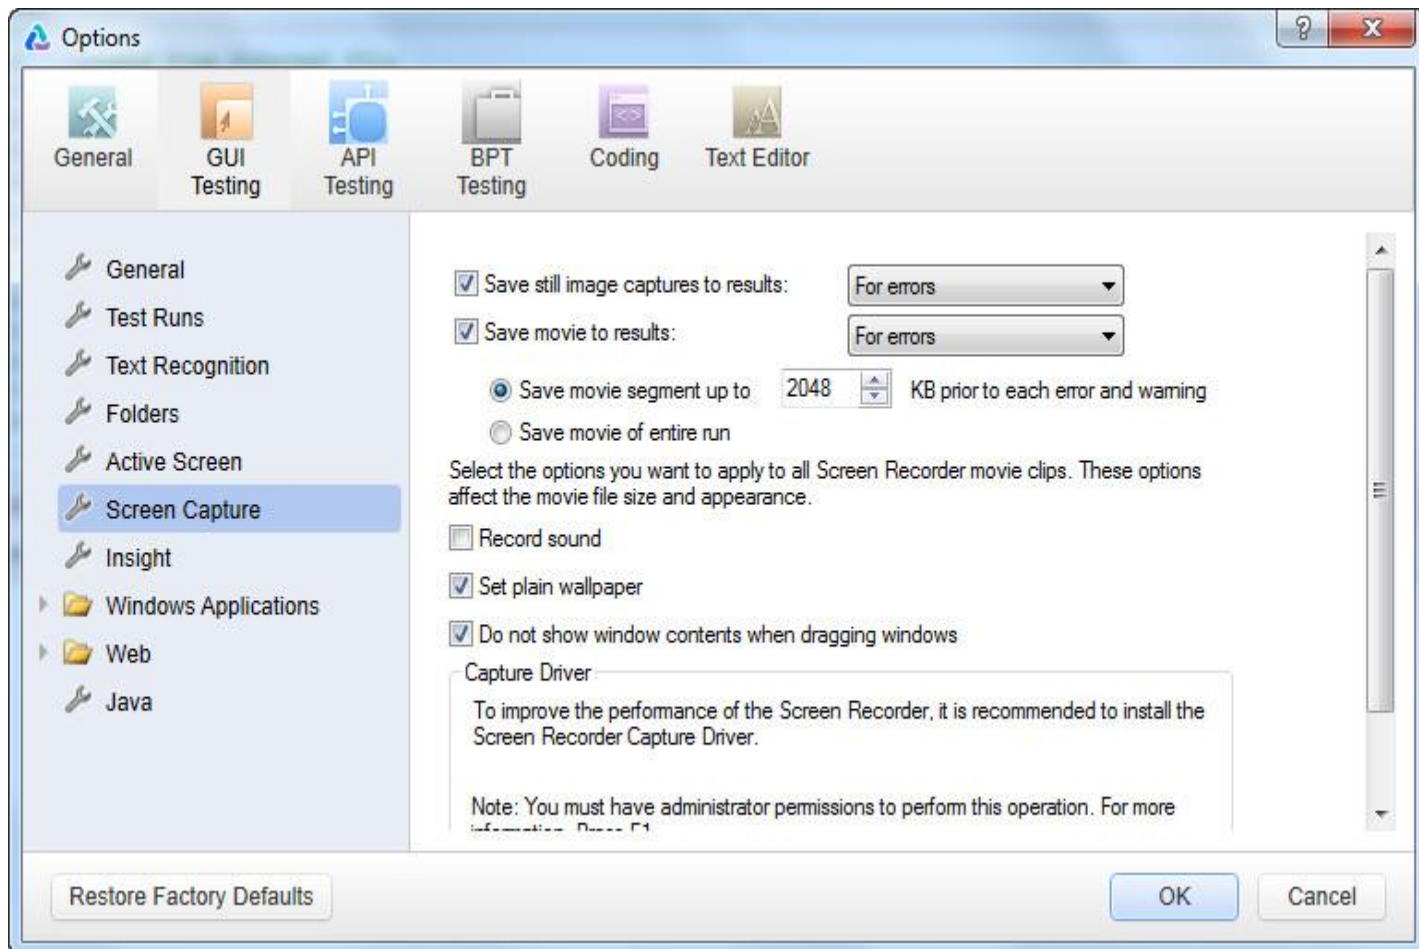 Options
General
GUI
Testing
API
Testing
BPT
Testing
Coding
Text Editor
General
Test Runs
Text Recognition
Folders
Active Screen
Screen Capture
Insight
Windows Applications
Web
Java
Save still image captures to results: For errors
Save movie to results: For errors
Save movie segment up to 2048 KB prior to each error and warning
Save movie of entire run
Select the options you want to apply to all Screen Recorder movie clips. These options
affect the movie file size and appearance.
Record sound
Set plain wallpaper
Do not show window contents when dragging windows
Capture Driver
To improve the performance of the Screen Recorder, it is recommended to install the
Screen Recorder Capture Driver.
Note: You must have administrator permissions to perform this operation. For more
information, Press F1
Restore Factory Defaults
OK
Cancel